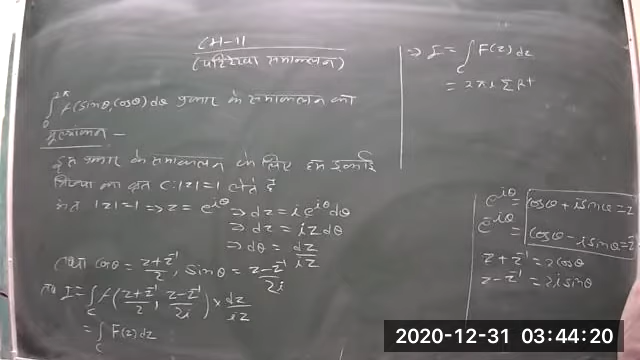 CM-11
(परिरेखा समाकलन)
∫₀^{2π} f(sinθ, cosθ) dθ प्रकार के समाकलन का
मूल्यांकन —
इस प्रकार के समाकलन के लिए हम इकाई
त्रिज्या का वृत्त C:|z|=1 लेते हैं
|z|=1 ⇒ z = e^{iθ} ⇒ dz = i e^{iθ} dθ
⇒ dz = iz dθ
⇒ dθ = dz/iz
तथा cosθ = (z+z⁻¹)/2, sinθ = (z−z⁻¹)/2i
I = ∫_C f((z+z⁻¹)/2, (z−z⁻¹)/2i) × dz/iz
= ∫_C F(z) dz
⇒ I = ∫_C F(z) dz
= 2πi ΣR⁺
e^{iθ} = cosθ + i sinθ = z
e^{-iθ} = cosθ − i sinθ = z⁻¹
z + z⁻¹ = 2cosθ
z − z⁻¹ = 2i sinθ
2020-12-31 03:44:20